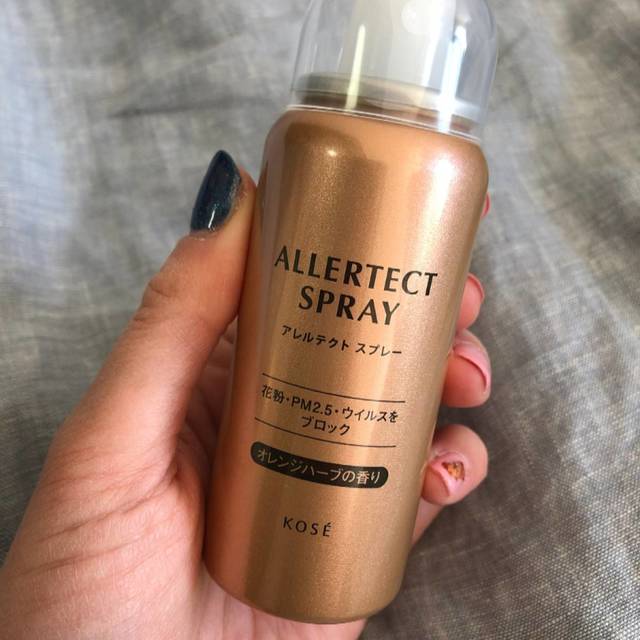 ALLERTECT
SPRAY
アレルテクト スプレー
花粉・PM2.5・ウイルスを
ブロック
オレンジハーブの香り
KOSÉ